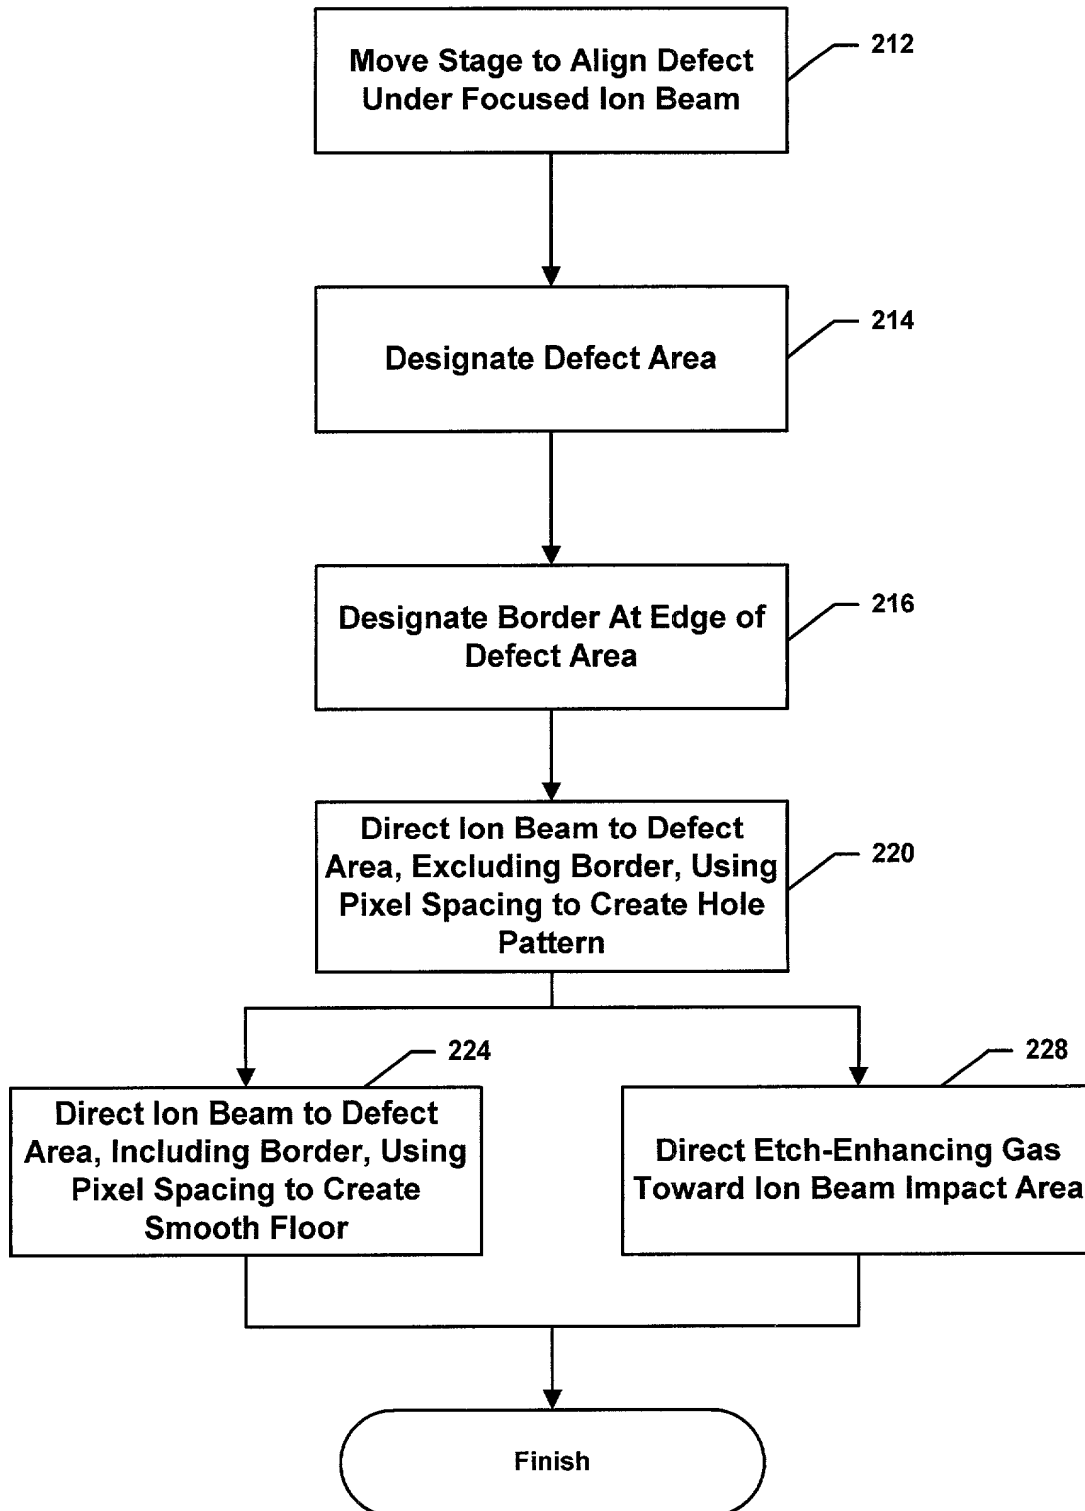 Move Stage to Align Defect
Under Focused Ion Beam
212
Designate Defect Area
214
Designate Border At Edge of
Defect Area
216
Direct Ion Beam to Defect
Area, Excluding Border, Using
Pixel Spacing to Create Hole
Pattern
220
224
Direct Ion Beam to Defect
Area, Including Border, Using
Pixel Spacing to Create
Smooth Floor
228
Direct Etch-Enhancing Gas
Toward Ion Beam Impact Area
Finish